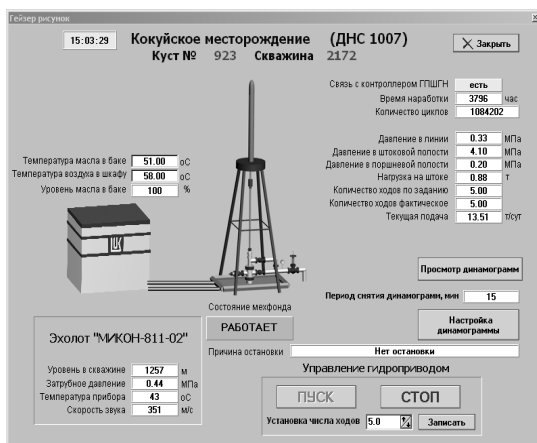 Гейзер рисунок
15:03:29
Кокуйское месторождение (ДНС 1007)
Закрыть
Куст № 923 Скважина 2172
Связь с контроллером ГПШГН есть
Время наработки 3796 час
Количество циклов 1084202
Давление в линии 0.33 МПа
Давление в штоковой полости 4.10 МПа
Давление в поршневой полости 0.20 МПа
Нагрузка на штоке 0.88 т
Количество ходов по заданию 5.00
Количество ходов фактическое 5.00
Текущая подача 13.51 т/сут
Температура масла в баке 51.00 oC
Температура воздуха в шкафу 58.00 oC
Уровень масла в баке 100 %
Просмотр динамограмм
Период снятия динамограмм, мин 15
Настройка
динамограммы
Состояние мехфонда
РАБОТАЕТ
Причина остановки Нет остановки
Эхолот "МИКОН-811-02"
Уровень в скважине 1257 м
Затрубное давление 0.44 МПа
Температура прибора 43 oC
Скорость звука 351 м/с
Управление гидроприводом
ПУСК СТОП
Установка числа ходов 5.0 Записать